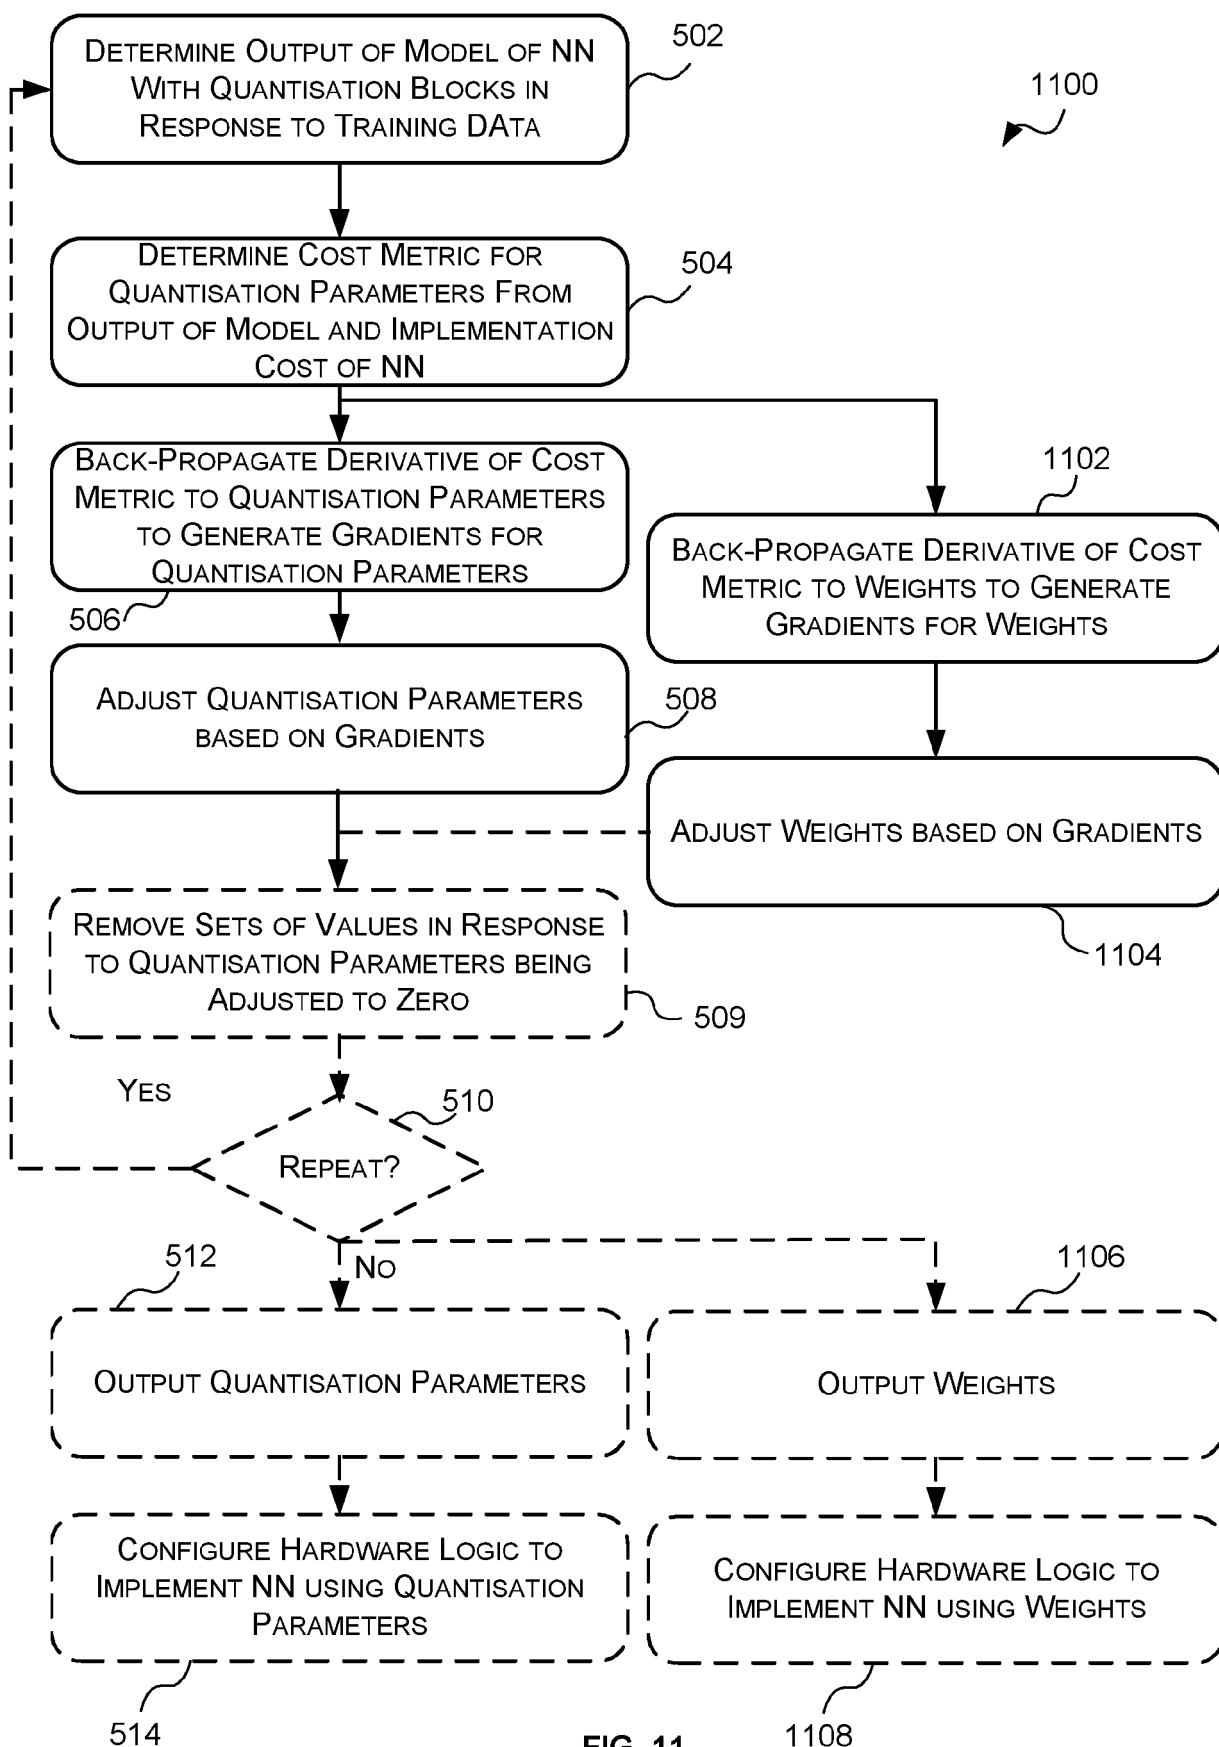 DETERMINE OUTPUT OF MODEL OF NN
WITH QUANTISATION BLOCKS IN
RESPONSE TO TRAINING DATA
502
1100
DETERMINE COST METRIC FOR
QUANTISATION PARAMETERS FROM
OUTPUT OF MODEL AND IMPLEMENTATION
COST OF NN
504
BACK-PROPAGATE DERIVATIVE OF COST
METRIC TO QUANTISATION PARAMETERS
TO GENERATE GRADIENTS FOR
QUANTISATION PARAMETERS
506
1102
BACK-PROPAGATE DERIVATIVE OF COST
METRIC TO WEIGHTS TO GENERATE
GRADIENTS FOR WEIGHTS
ADJUST QUANTISATION PARAMETERS
BASED ON GRADIENTS
508
ADJUST WEIGHTS BASED ON GRADIENTS
1104
REMOVE SETS OF VALUES IN RESPONSE
TO QUANTISATION PARAMETERS BEING
ADJUSTED TO ZERO
509
YES
510
REPEAT?
NO
512
1106
OUTPUT QUANTISATION PARAMETERS
OUTPUT WEIGHTS
CONFIGURE HARDWARE LOGIC TO
IMPLEMENT NN USING QUANTISATION
PARAMETERS
CONFIGURE HARDWARE LOGIC TO
IMPLEMENT NN USING WEIGHTS
514
1108
FIG. 11